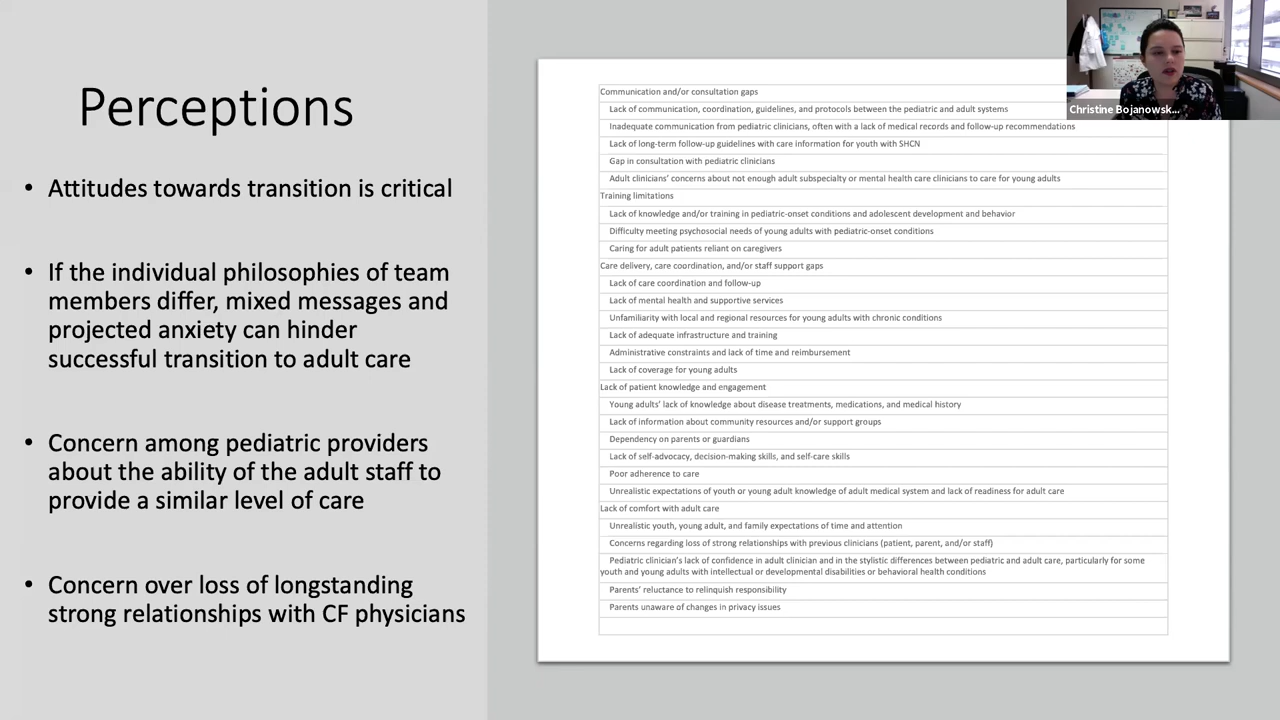 Perceptions
• Attitudes towards transition is critical
• If the individual philosophies of team
members differ, mixed messages and
projected anxiety can hinder
successful transition to adult care
• Concern among pediatric providers
about the ability of the adult staff to
provide a similar level of care
• Concern over loss of longstanding
strong relationships with CF physicians
Communication and/or consultation gaps
Lack of communication, coordination, guidelines, and protocols between the pediatric and adult systems
Inadequate communication from pediatric clinicians, often with a lack of medical records and follow-up recommendations
Lack of long-term follow-up guidelines with care information for youth with SHCN
Gap in consultation with pediatric clinicians
Adult clinicians' concerns about not enough adult subspecialty or mental health care clinicians to care for young adults
Training limitations
Lack of knowledge and/or training in pediatric-onset conditions and adolescent development and behavior
Difficulty meeting psychosocial needs of young adults with pediatric-onset conditions
Caring for adult patients reliant on caregivers
Care delivery, care coordination, and/or staff support gaps
Lack of care coordination and follow-up
Lack of mental health and supportive services
Unfamiliarity with local and regional resources for young adults with chronic conditions
Lack of adequate infrastructure and training
Administrative constraints and lack of time and reimbursement
Lack of coverage for young adults
Lack of patient knowledge and engagement
Young adults' lack of knowledge about disease treatments, medications, and medical history
Lack of information about community resources and/or support groups
Dependency on parents or guardians
Lack of self-advocacy, decision-making skills, and self-care skills
Poor adherence to care
Unrealistic expectations of youth or young adult knowledge of adult medical system and lack of readiness for adult care
Lack of comfort with adult care
Unrealistic youth, young adult, and family expectations of time and attention
Concerns regarding loss of strong relationships with previous clinicians (patient, parent, and/or staff)
Pediatric clinician's lack of confidence in adult clinician and in the stylistic differences between pediatric and adult care, particularly for some
youth and young adults with intellectual or developmental disabilities or behavioral health conditions
Parents' reluctance to relinquish responsibility
Parents unaware of changes in privacy issues
Christine Bojanowsk...